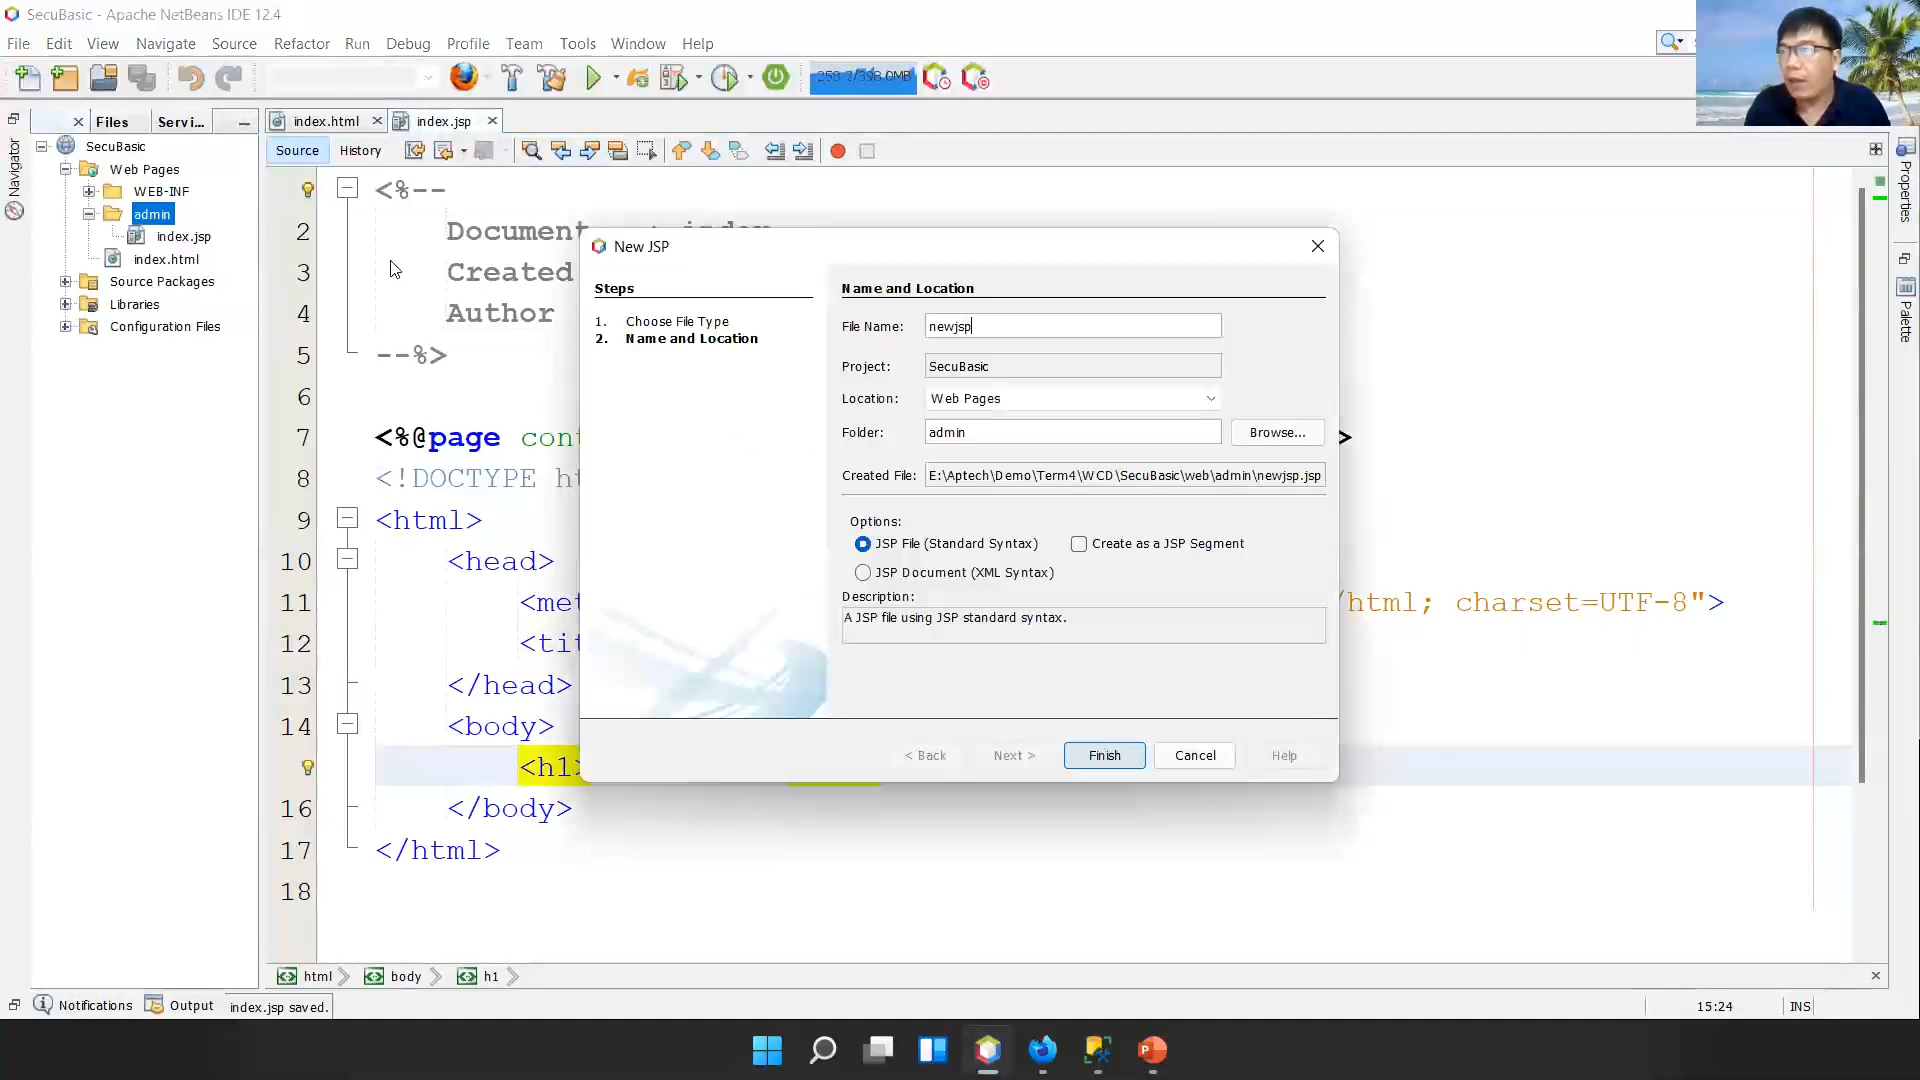 SecuBasic - Apache NetBeans IDE 12.4
File Edit View Navigate Source Refactor Run Debug Profile Team Tools Window Help
Files Servi...
index.html index.jsp
Source History
Navigator
SecuBasic
Web Pages
WEB-INF
admin
index.jsp
index.html
Source Packages
Libraries
Configuration Files
<%--
2 Document
3 Created
4 Author
5 --%>
6
7 <%@page cont
8 <!DOCTYPE ht
9 <html>
10 <head>
11 <met /html; charset=UTF-8">
12 <tit
13 </head>
14 <body>
<h1>
16 </body>
17 </html>
18
New JSP
Steps
1. Choose File Type
2. Name and Location
Name and Location
File Name: newjsp
Project: SecuBasic
Location: Web Pages
Folder: admin Browse...
Created File: E:\Aptech\Demo\Term4\WCD\SecuBasic\web\admin\newjsp.jsp
Options:
JSP File (Standard Syntax) Create as a JSP Segment
JSP Document (XML Syntax)
Description:
A JSP file using JSP standard syntax.
< Back Next > Finish Cancel Help
Properties
Palette
html body h1
Notifications Output index.jsp saved. 15:24 INS